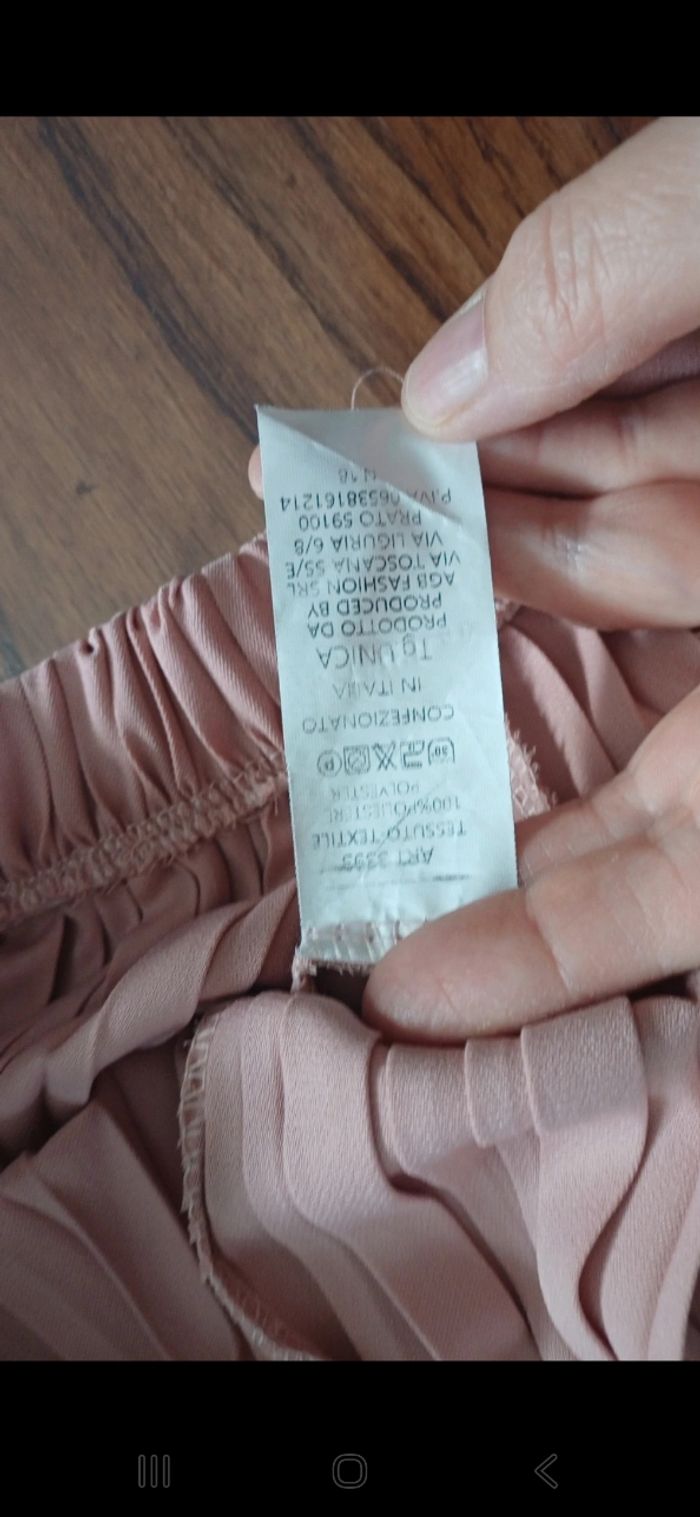 ART 3393
TESSUTO-TEXTILE
100%POLIESTERE
POLYESTER
30° P
CONFEZIONATO
IN ITALIA
Tg UNICA
PRODOTTO DA
PRODUCED BY
AGB FASHION SRL
VIA TOSCANA 55/E
VIA LIGURIA 6/8
PRATO 59100
P.IVA 06538161214